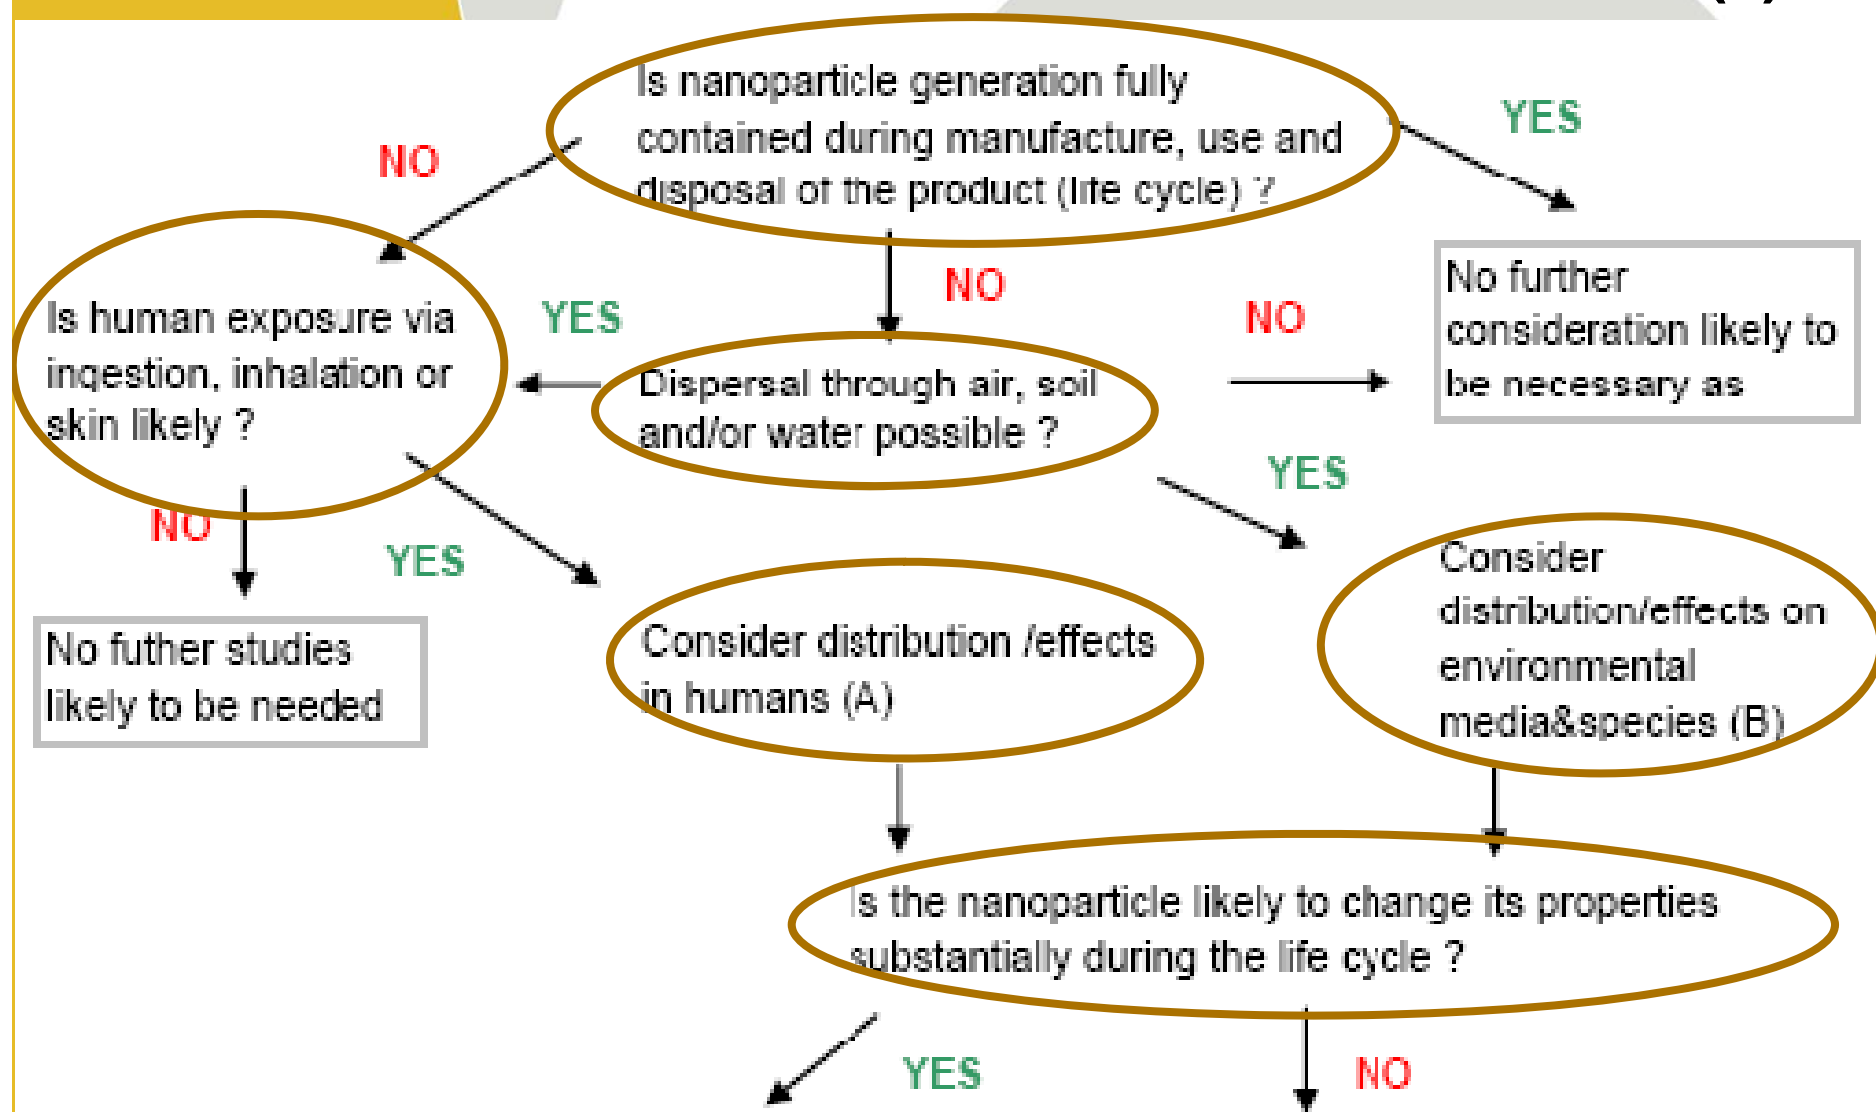 Is nanoparticle generation fully
contained during manufacture, use and
disposal of the product (life cycle) ?
YES
NO
NO
No further
consideration likely to
be necessary as
Is human exposure via
ingestion, inhalation or
skin likely ?
YES
Dispersal through air, soil
and/or water possible ?
NO
YES
NO
YES
No futher studies
likely to be needed
Consider distribution /effects
in humans (A)
Consider
distribution/effects on
environmental
media&species (B)
Is the nanoparticle likely to change its properties
substantially during the life cycle ?
YES
NO